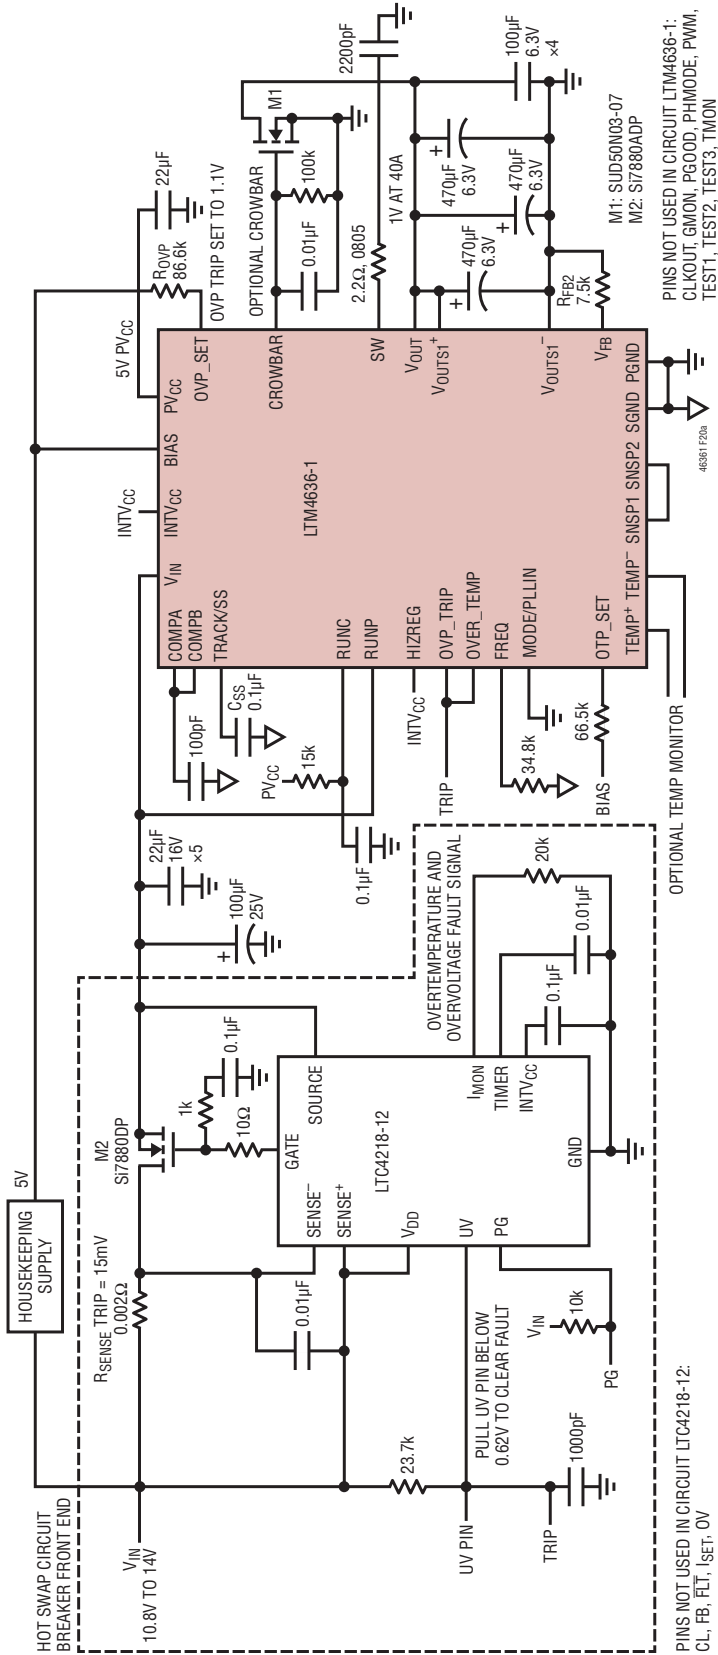 HOT SWAP CIRCUIT
BREAKER FRONT END
VIN
10.8V TO 14V
HOUSEKEEPING
SUPPLY
5V
RSENSE TRIP = 15mV
0.002Ω
M2
Si7880DP
0.01µF
23.7k
UV PIN
TRIP
1000pF
PULL UV PIN BELOW
0.62V TO CLEAR FAULT
VIN
10k
PG
1k
0.1µF
10Ω
SENSE–
SENSE+
VDD
UV
PG
GATE
SOURCE
LTC4218-12
IMON
TIMER
INTVCC
GND
0.1µF
0.01µF
20k
OVERTEMPERATURE AND
OVERVOLTAGE FAULT SIGNAL
PINS NOT USED IN CIRCUIT LTC4218-12:
CL, FB, FLT, ISET, OV
+
100µF
25V
22µF
16V
×5
100pF
CSS
0.1µF
PVCC
15k
0.1µF
INTVCC
TRIP
34.8k
66.5k
BIAS
OPTIONAL TEMP MONITOR
COMPA
COMPB
TRACK/SS
RUNC
RUNP
HIZREG
OVP_TRIP
OVER_TEMP
FREQ
MODE/PLLIN
OTP_SET
VIN
INTVCC
INTVCC
BIAS
PVCC
5V PVCC
LTM4636-1
OVP_SET
CROWBAR
SW
VOUT
VOUTS1+
VOUTS1–
VFB
TEMP+
TEMP–
SNSP1
SNSP2
SGND
PGND
22µF
ROVP
86.6k
OVP TRIP SET TO 1.1V
OPTIONAL CROWBAR
0.01µF
100k
M1
2200pF
2.2Ω, 0805
1V AT 40A
+
470µF
6.3V
+
470µF
6.3V
+
470µF
6.3V
100µF
6.3V
×4
RFB2
7.5k
M1: SUD50N03-07
M2: Si7880ADP
PINS NOT USED IN CIRCUIT LTM4636-1:
CLKOUT, GMON, PGOOD, PHMODE, PWM,
TEST1, TEST2, TEST3, TMON
46361 F20a